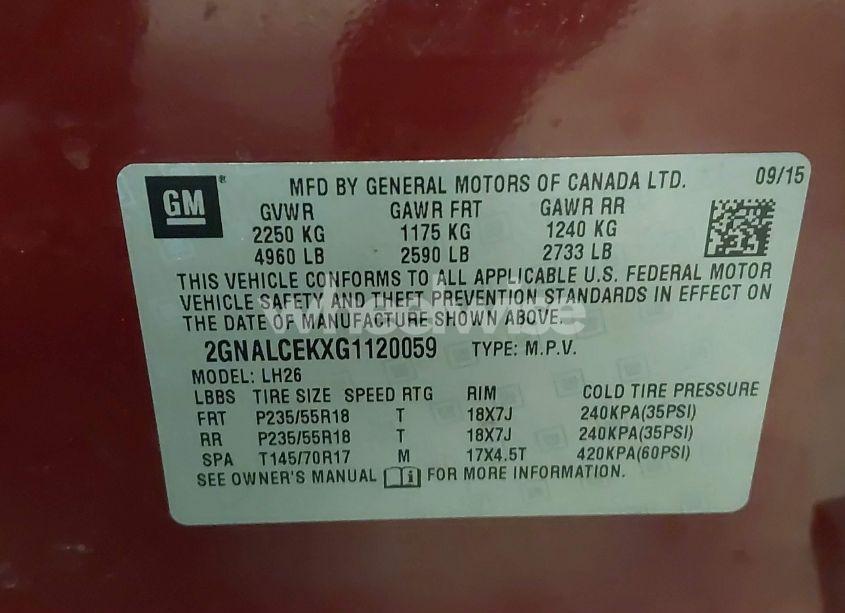 GM
MFD BY GENERAL MOTORS OF CANADA LTD. 09/15
GVWR GAWR FRT GAWR RR
2250 KG 1175 KG 1240 KG
4960 LB 2590 LB 2733 LB
THIS VEHICLE CONFORMS TO ALL APPLICABLE U.S. FEDERAL MOTOR
VEHICLE SAFETY AND THEFT PREVENTION STANDARDS IN EFFECT ON
THE DATE OF MANUFACTURE SHOWN ABOVE.
2GNALCEKXG1120059 TYPE: M.P.V.
MODEL: LH26
LBBS TIRE SIZE SPEED RTG RIM COLD TIRE PRESSURE
FRT P235/55R18 T 18X7J 240KPA(35PSI)
RR P235/55R18 T 18X7J 240KPA(35PSI)
SPA T145/70R17 M 17X4.5T 420KPA(60PSI)
SEE OWNER'S MANUAL i FOR MORE INFORMATION.